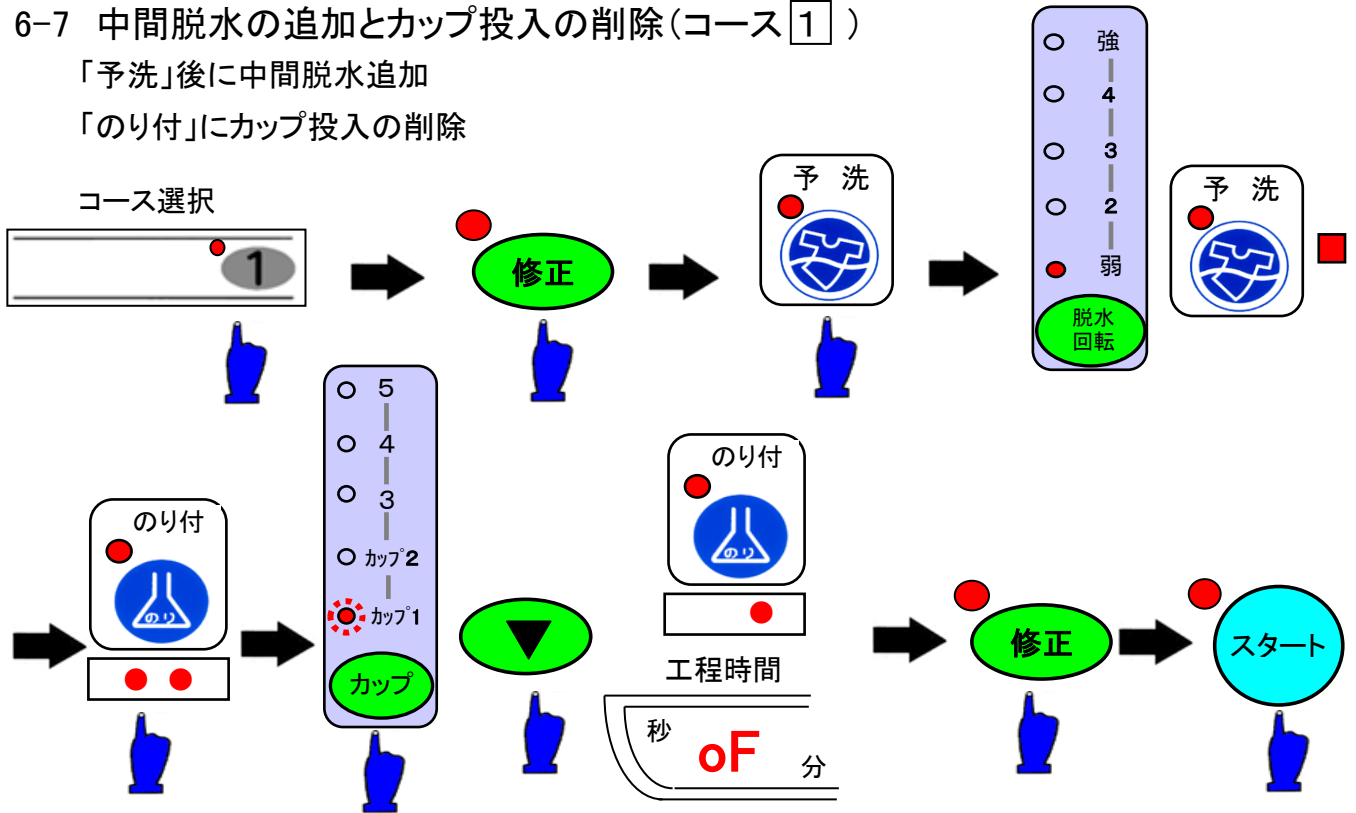 6-7 中間脱水の追加とカップ投入の削除(コース 1 )
「予洗」後に中間脱水追加
「のり付」にカップ投入の削除
コース選択
1
修正
予 洗
強
4
3
2
弱
脱水
回転
予 洗
のり付
のり
5
4
3
カップ2
カップ1
カップ
▼
のり付
のり
工程時間
秒
oF
分
修正
スタート